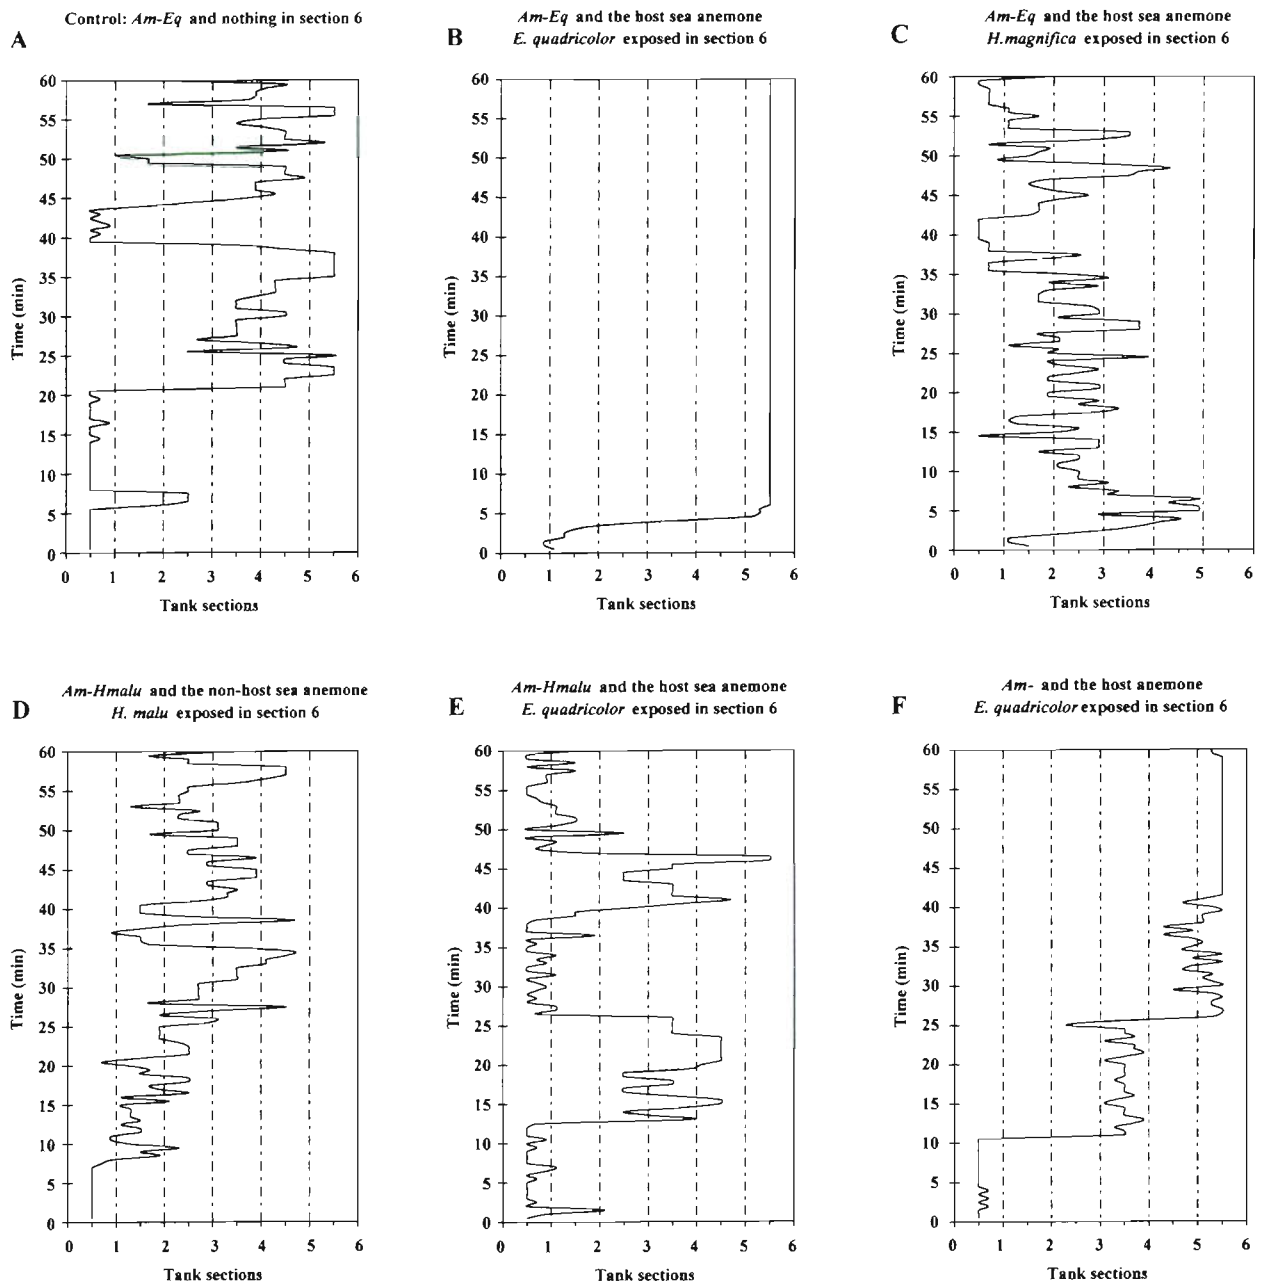 A
Control: Am-Eq and nothing in section 6
60
55
50
45
40
35
30
25
20
15
10
5
0
Time (min)
0 1 2 3 4 5 6
Tank sections
B
Am-Eq and the host sea anemone
E. quadricolor exposed in section 6
60
55
50
45
40
35
30
25
20
15
10
5
0
Time (min)
0 1 2 3 4 5 6
Tank sections
C
Am-Eq and the host sea anemone
H.magnifica exposed in section 6
60
55
50
45
40
35
30
25
20
15
10
5
0
Time (min)
0 1 2 3 4 5 6
Tank sections
D
Am-Hmalu and the non-host sea anemone
H. malu exposed in section 6
60
55
50
45
40
35
30
25
20
15
10
5
0
Time (min)
0 1 2 3 4 5 6
Tank sections
E
Am-Hmalu and the host sea anemone
E. quadricolor exposed in section 6
60
55
50
45
40
35
30
25
20
15
10
5
0
Time (min)
0 1 2 3 4 5 6
Tank sections
F
Am- and the host anemone
E. quadricolor exposed in section 6
60
55
50
45
40
35
30
25
20
15
10
5
0
Time (min)
0 1 2 3 4 5 6
Tank sections